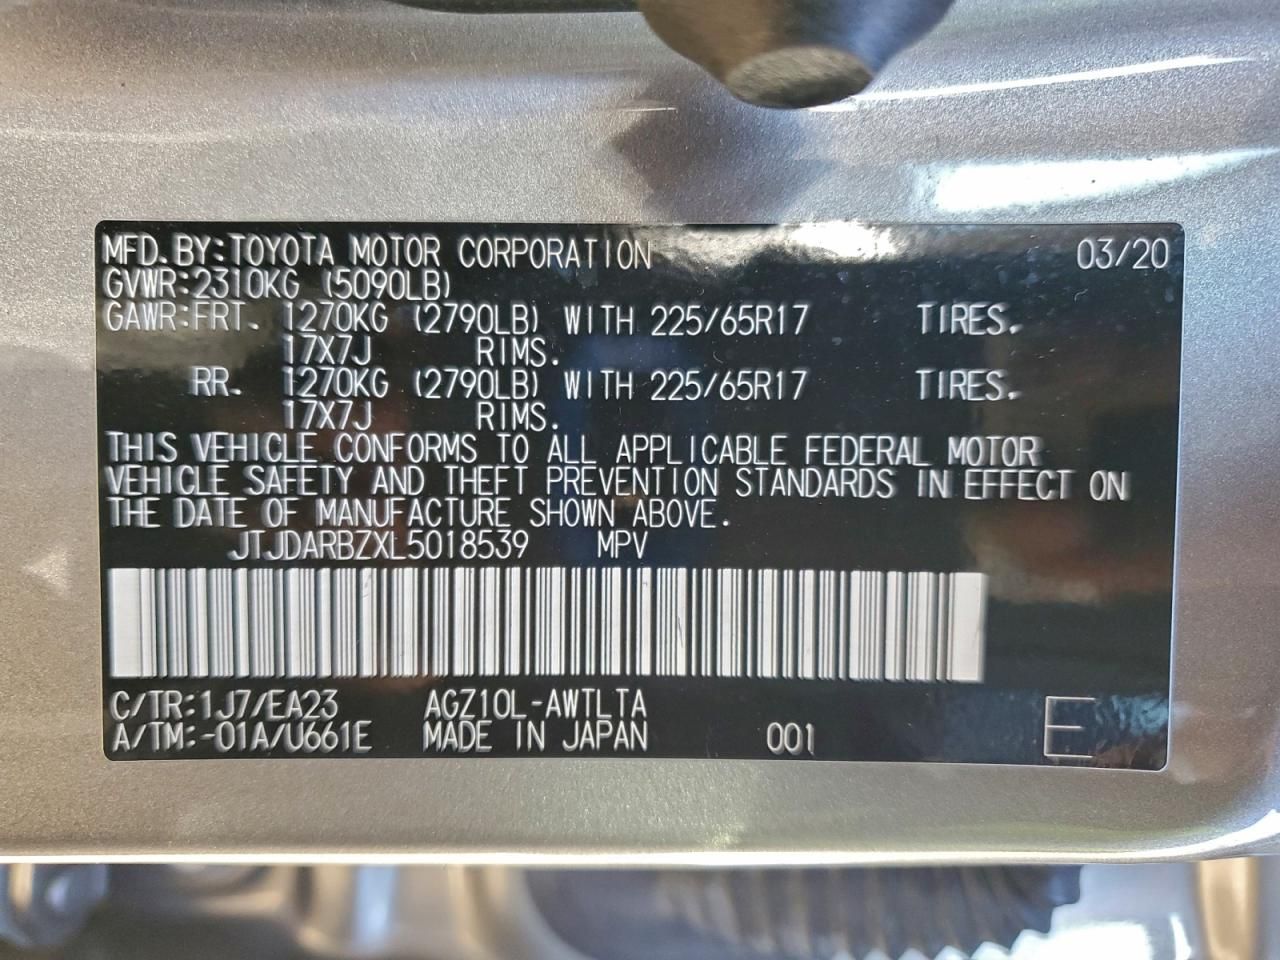 MFD.BY:TOYOTA MOTOR CORPORATION 03/20
GVWR:2310KG (5090LB)
GAWR:FRT. 1270KG (2790LB) WITH 225/65R17 TIRES.
17X7J RIMS.
RR. 1270KG (2790LB) WITH 225/65R17 TIRES.
17X7J RIMS.
THIS VEHICLE CONFORMS TO ALL APPLICABLE FEDERAL MOTOR
VEHICLE SAFETY AND THEFT PREVENTION STANDARDS IN EFFECT ON
THE DATE OF MANUFACTURE SHOWN ABOVE.
JTJDARBZXL5018539 MPV
C/TR:1J7/EA23 AGZ10L-AWTLTA
A/TM:-01A/U661E MADE IN JAPAN 001 E